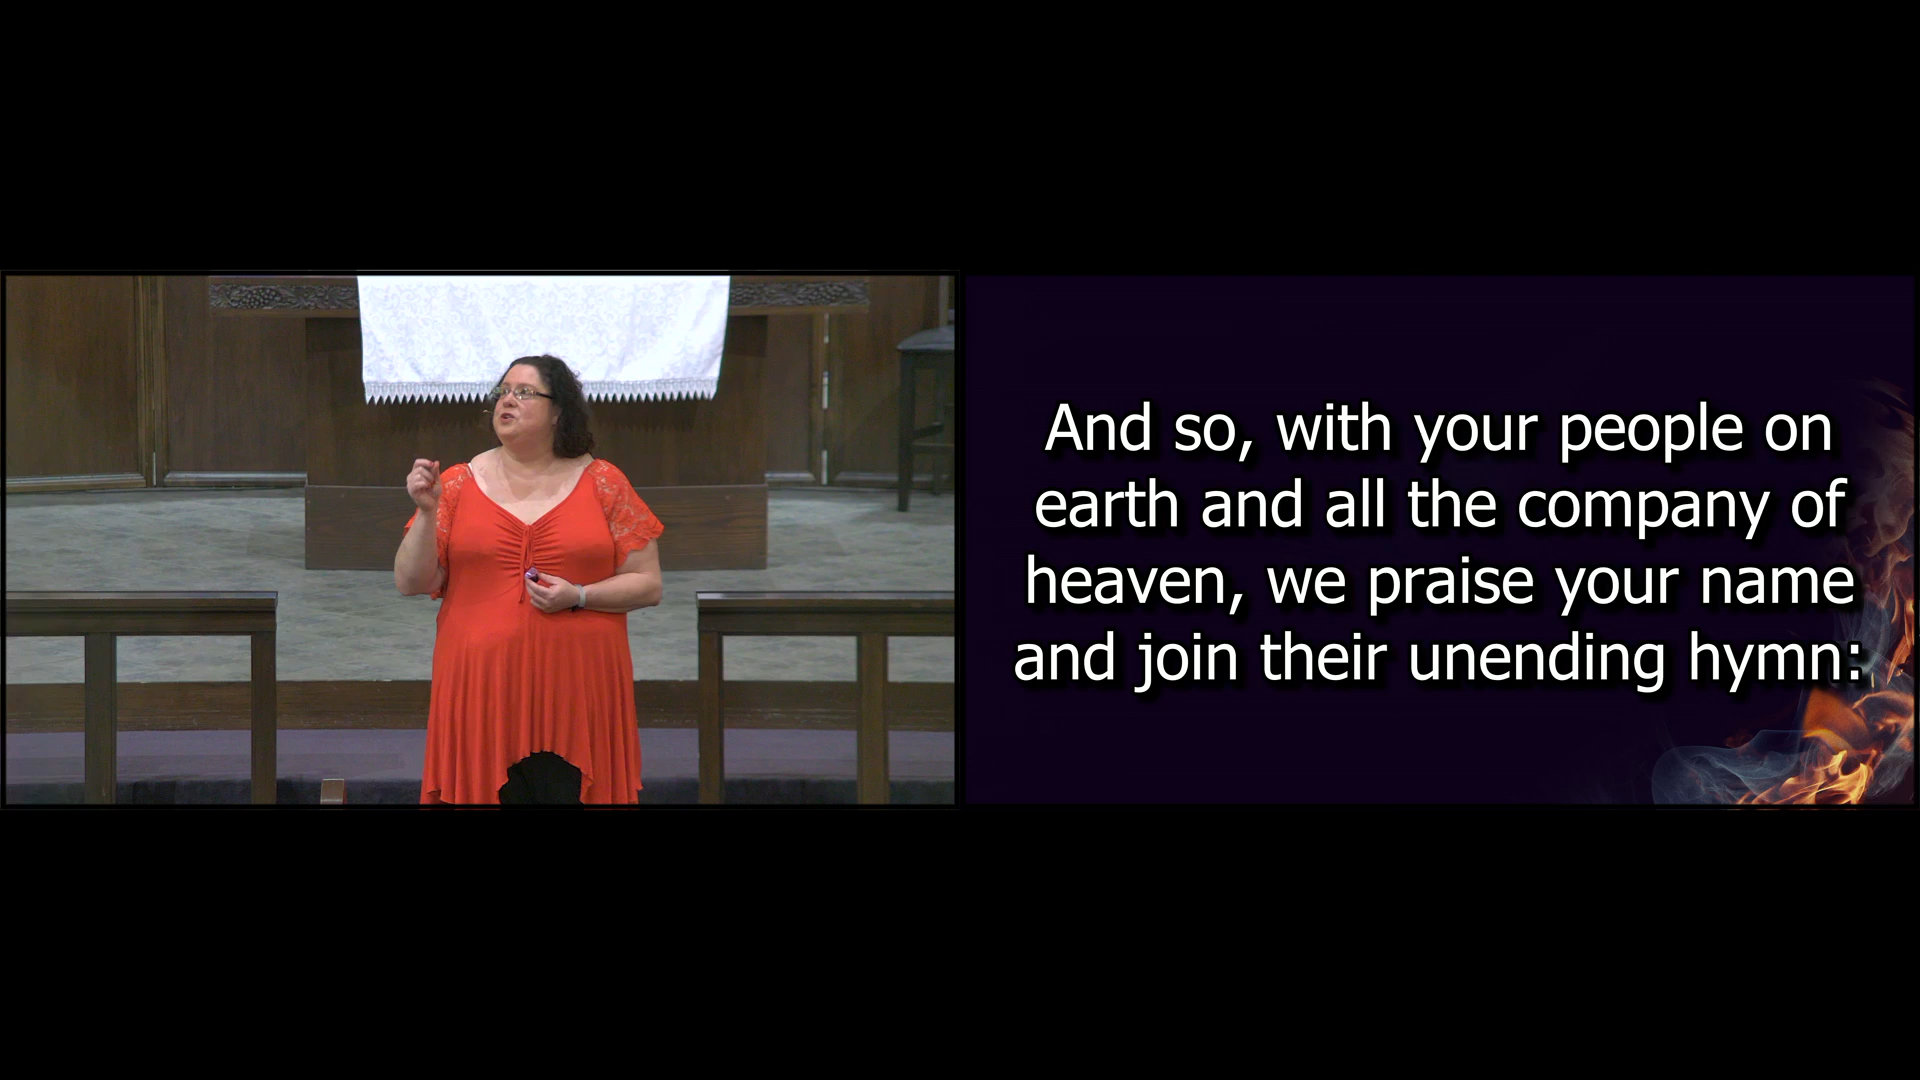 And so, with your people on
earth and all the company of
heaven, we praise your name
and join their unending hymn: